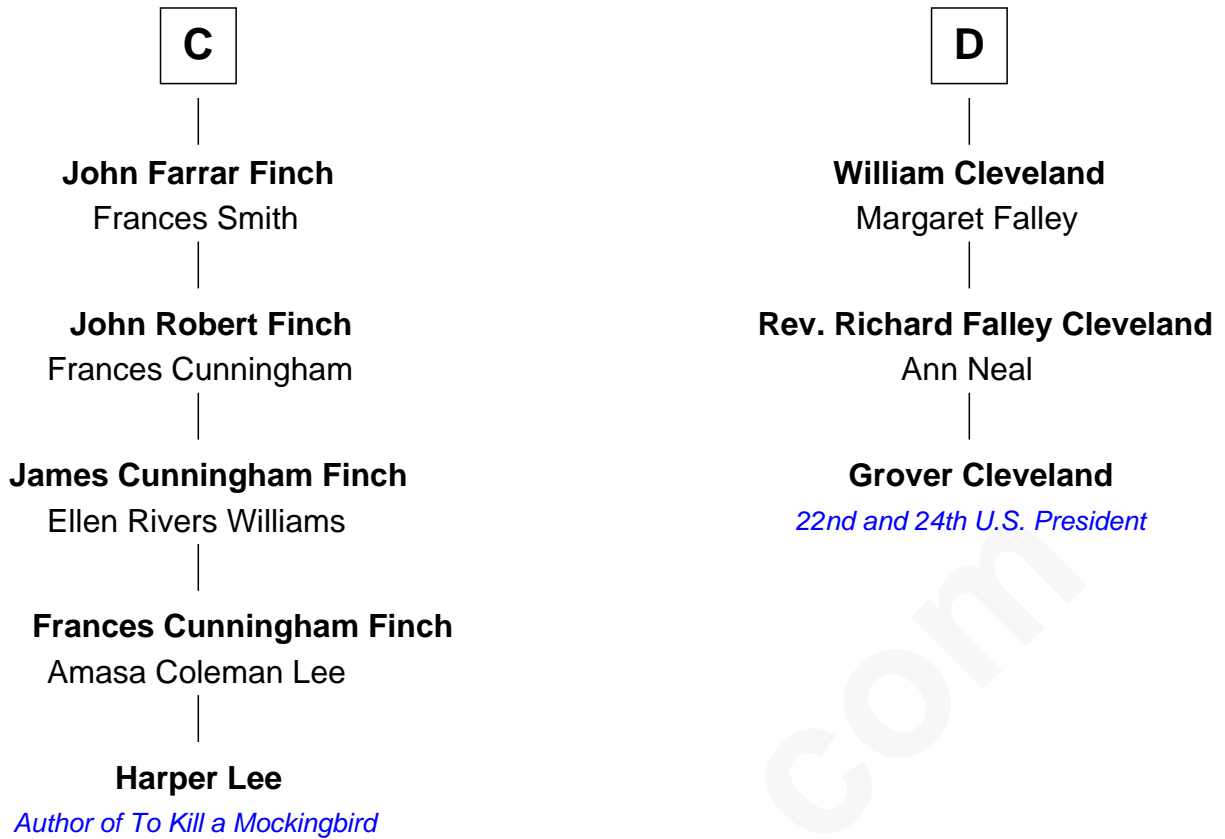 C
John Farrar Finch
Frances Smith
John Robert Finch
Frances Cunningham
James Cunningham Finch
Ellen Rivers Williams
Frances Cunningham Finch
Amasa Coleman Lee
Harper Lee
Author of To Kill a Mockingbird
D
William Cleveland
Margaret Falley
Rev. Richard Falley Cleveland
Ann Neal
Grover Cleveland
22nd and 24th U.S. President
com